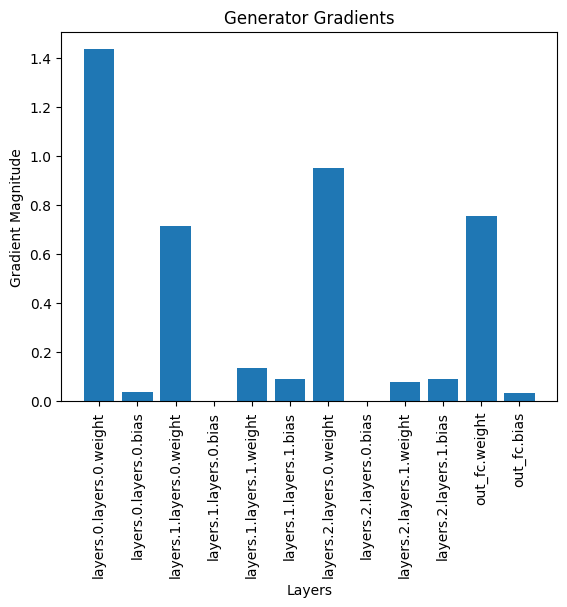 Generator Gradients
Gradient Magnitude
1.4
1.2
1.0
0.8
0.6
0.4
0.2
0.0
layers.0.layers.0.weight
layers.0.layers.0.bias
layers.1.layers.0.weight
layers.1.layers.0.bias
layers.1.layers.1.weight
layers.1.layers.1.bias
layers.2.layers.0.weight
layers.2.layers.0.bias
layers.2.layers.1.weight
layers.2.layers.1.bias
out_fc.weight
out_fc.bias
Layers